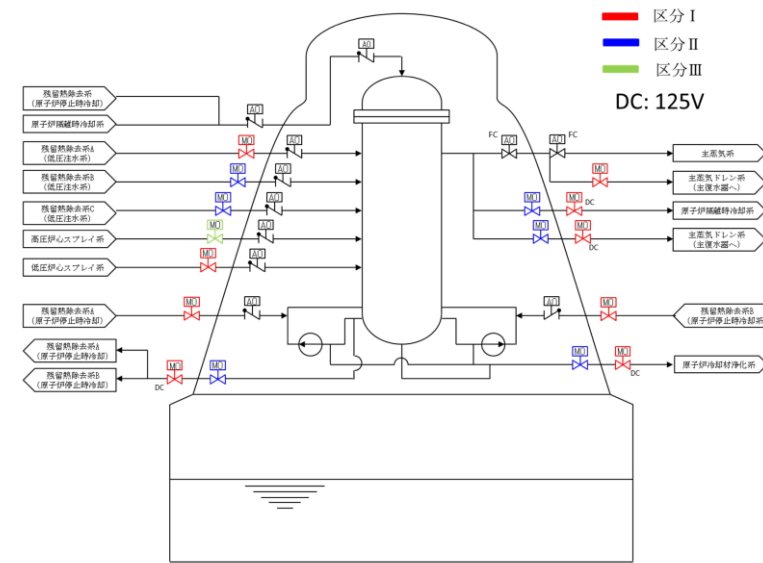 区分Ⅰ
区分Ⅱ
区分Ⅲ
DC: 125V
AO
残留熱除去系
(原子炉停止時冷却)
AO
原子炉隔離時冷却系
残留熱除去系A
(低圧注水系)
MO
AO
残留熱除去系B
(低圧注水系)
MO
AO
残留熱除去系C
(低圧注水系)
MO
AO
高圧炉心スプレイ系
MO
AO
低圧炉心スプレイ系
MO
AO
残留熱除去系A
(原子炉停止時冷却)
MO
AO
残留熱除去系A
(原子炉停止時冷却)
残留熱除去系B
(原子炉停止時冷却)
DC
MO
MO
FC
AO
AO
FC
主蒸気系
MO
主蒸気ドレン系
(主復水器へ)
MO
MO
DC
原子炉隔離時冷却系
MO
MO
DC
主蒸気ドレン系
(主復水器へ)
AO
MO
残留熱除去系B
(原子炉停止時冷却)
MO
MO
DC
原子炉冷却材浄化系